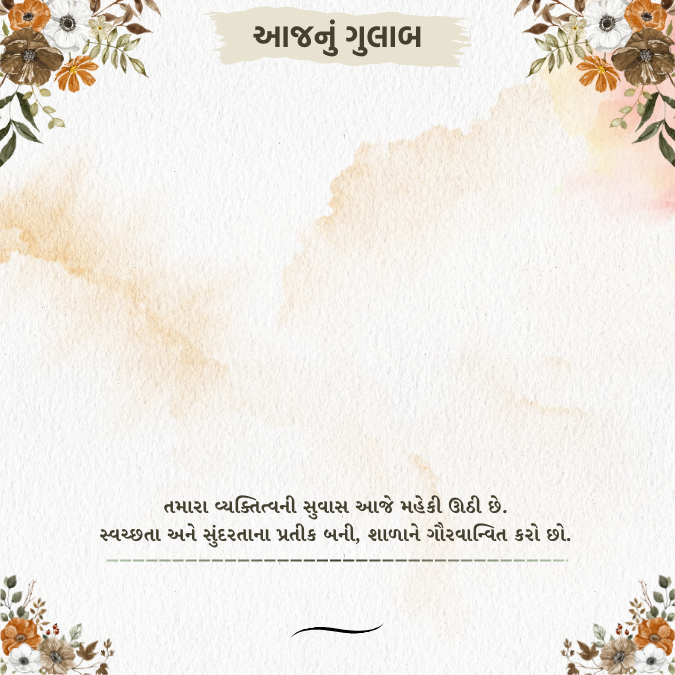 આજનું ગુલાબ
તમારા વ્યક્તિત્વની સુવાસ આજે મહેકી ઊઠી છે.
સ્વચ્છતા અને સુંદરતાના પ્રતીક બની, શાળાને ગૌરવાન્વિત કરો છો.